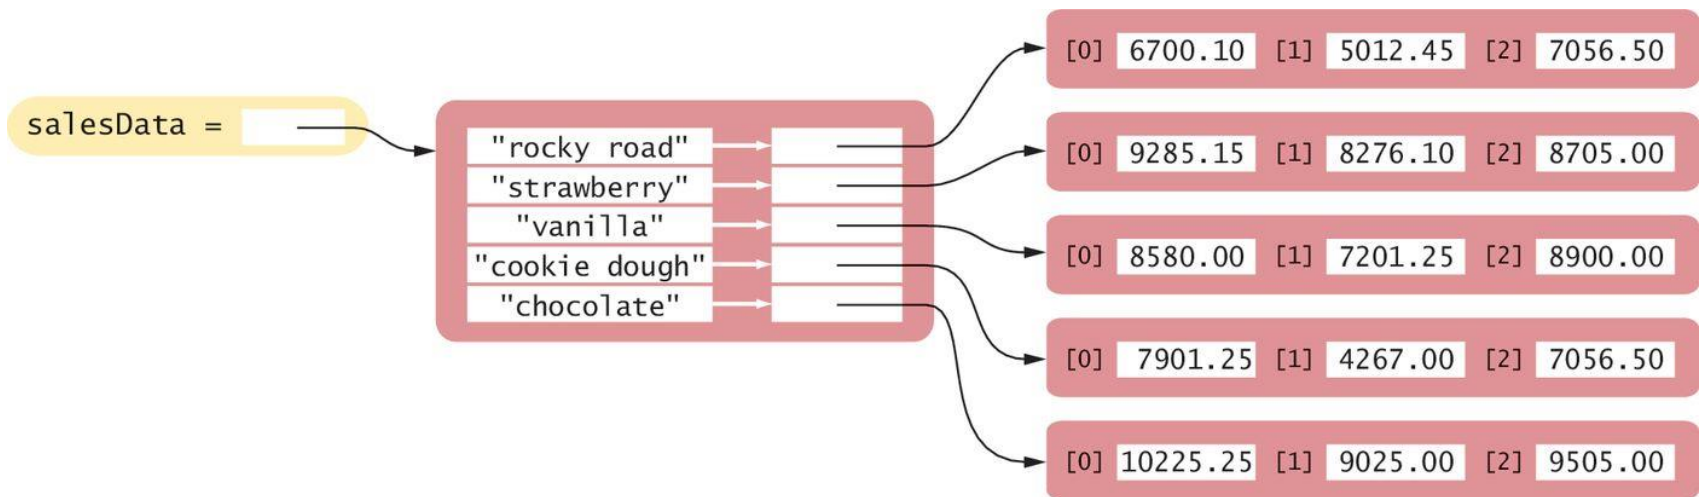 [0] 6700.10 [1] 5012.45 [2] 7056.50
salesData =
"rocky road"
"strawberry"
"vanilla"
"cookie dough"
"chocolate"
[0] 9285.15 [1] 8276.10 [2] 8705.00
[0] 8580.00 [1] 7201.25 [2] 8900.00
[0] 7901.25 [1] 4267.00 [2] 7056.50
[0] 10225.25 [1] 9025.00 [2] 9505.00